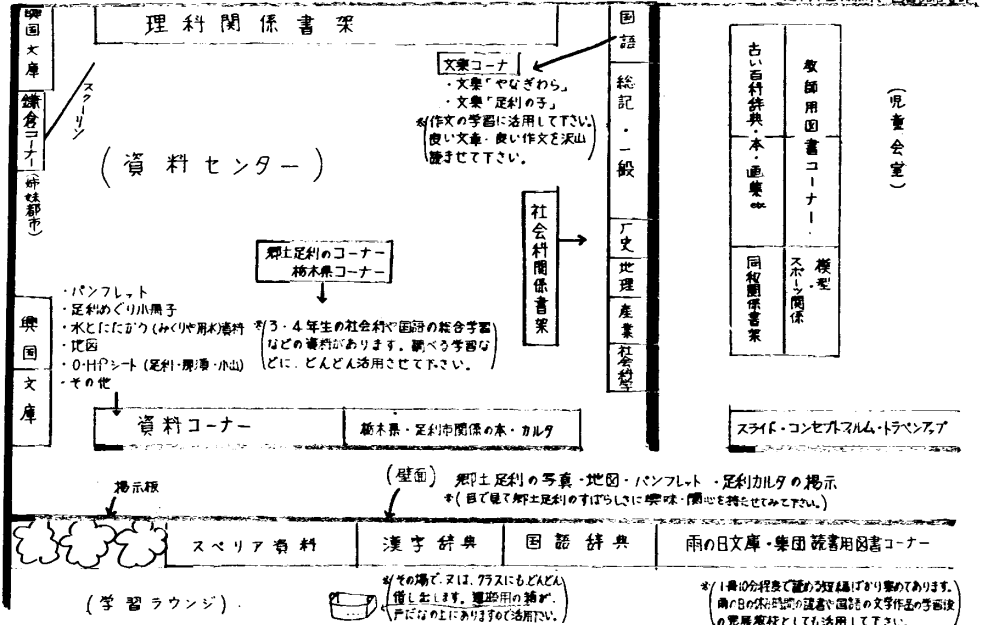 興国文庫
理科関係書架
国語
スクーリン
鎌倉コーナー(姉妹都市)
(資料センター)
文集コーナ
・文集「やなぎわら」
・文集「足利の子」
*(作文の学習に活用して下さい。
良い文章・良い作文を沢山
読ませて下さい。)
総記・一般
社会科関係書架
厂史
地理
産業
社会科学
古い百科辞典・本・画集etc
教師用図書コーナー・
(児童会室)
同和関係書架
模型
スポーツ関係
郷土足利のコーナー
栃木県コーナー
・パンフレット
・足利めぐり小冊子
・地図
・O・HPシート(足利・那須・小山)
・その他
*(3・4年生の社会科や国語の総合学習
などの資料があります。調べる学習な
どに、どんどん活用させて下さい。)
興国文庫
資料コーナー
栃木県・足利市関係の本・カルタ
スライド・コンセプトフィルム・トラペンアップ
掲示板
(壁面) 郷土足利の写真・地図・パンフレット・足利カルタの掲示
*(目で見て郷土足利のすばらしさに興味・関心を持たせてみて下さい。)
スペリア資料
漢字辞典
国語辞典
雨の日文庫・集団読書用図書コーナー
(学習ラウンジ)
*(その場で、又は、クラスにもどんどん
借し出します。運搬用の箱が、
戸だなの上にありますので活用下さい。)
*(1冊10分程度で読める短編ばかり集めてあります。
雨の日の休み時間の読書や国語の文学作品の学習後
の発展教材としても活用して下さい。